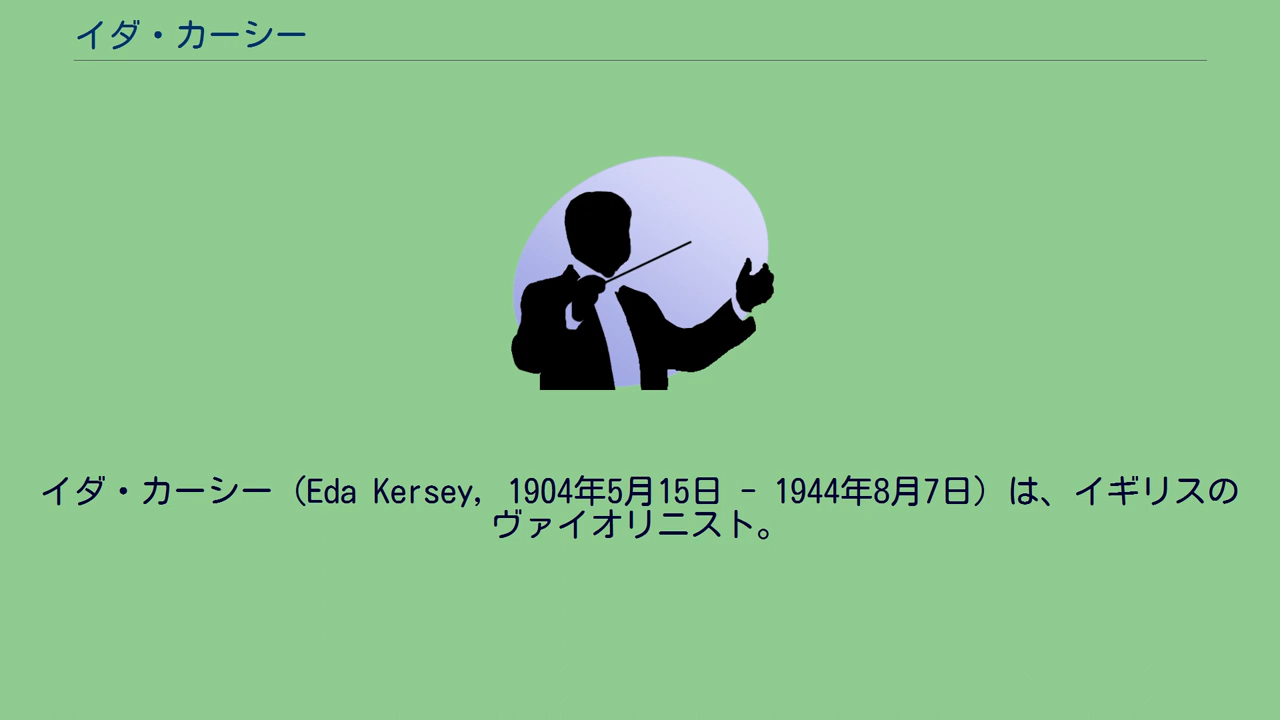 イダ・カーシー
イダ・カーシー（Eda Kersey, 1904年5月15日 - 1944年8月7日）は、イギリスの
ヴァイオリニスト。